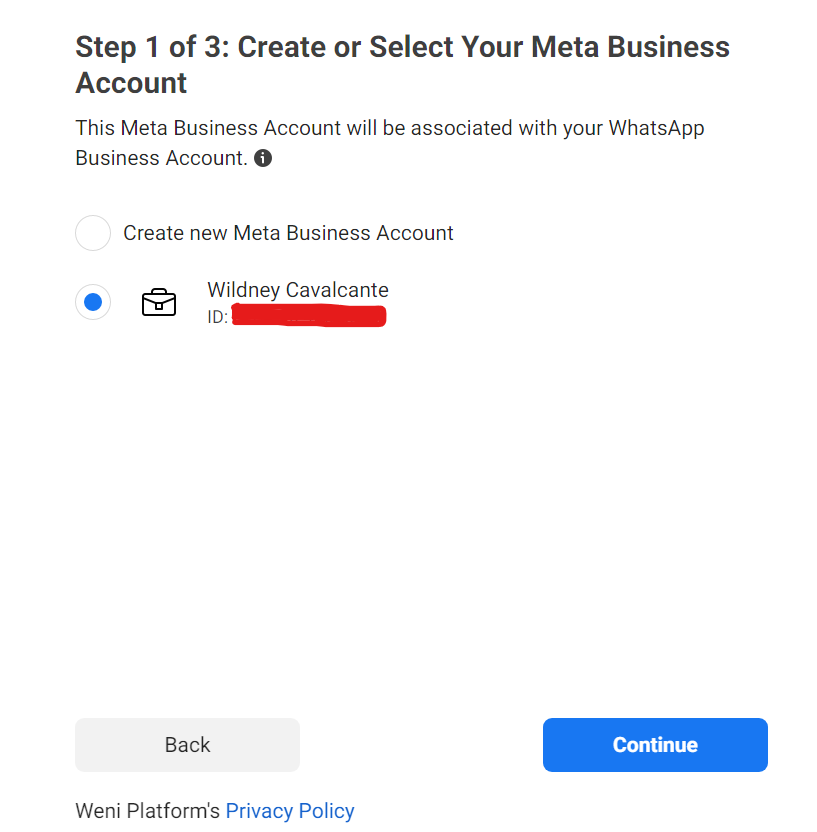 Step 1 of 3: Create or Select Your Meta Business
Account
This Meta Business Account will be associated with your WhatsApp
Business Account.
Create new Meta Business Account
Wildney Cavalcante
ID:
Back
Continue
Weni Platform's Privacy Policy